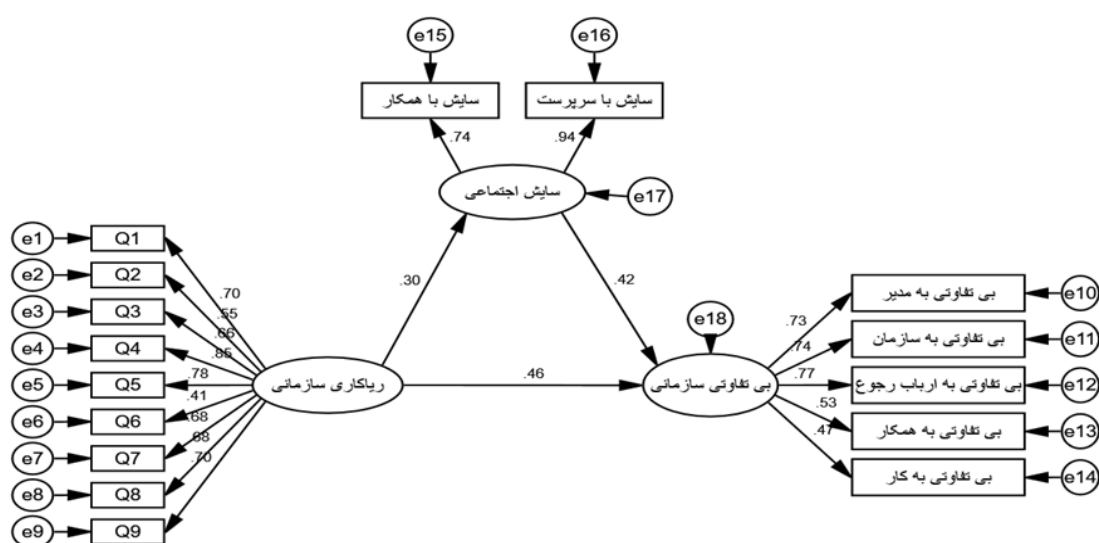 e15
e16
سایش با همکار
سایش با سرپرست
.74
.94
سایش اجتماعی
e17
e1
Q1
e2
Q2
e3
Q3
e4
Q4
e5
Q5
e6
Q6
e7
Q7
e8
Q8
e9
Q9
.70
.55
.66
.85
.78
.41
.68
.68
.70
ریاکاری سازمانی
.30
.42
.46
e18
بی تفاوتی سازمانی
.73
.74
.77
.53
.47
بی تفاوتی به مدیر
e10
بی تفاوتی به سازمان
e11
بی تفاوتی به ارباب رجوع
e12
بی تفاوتی به همکار
e13
بی تفاوتی به کار
e14